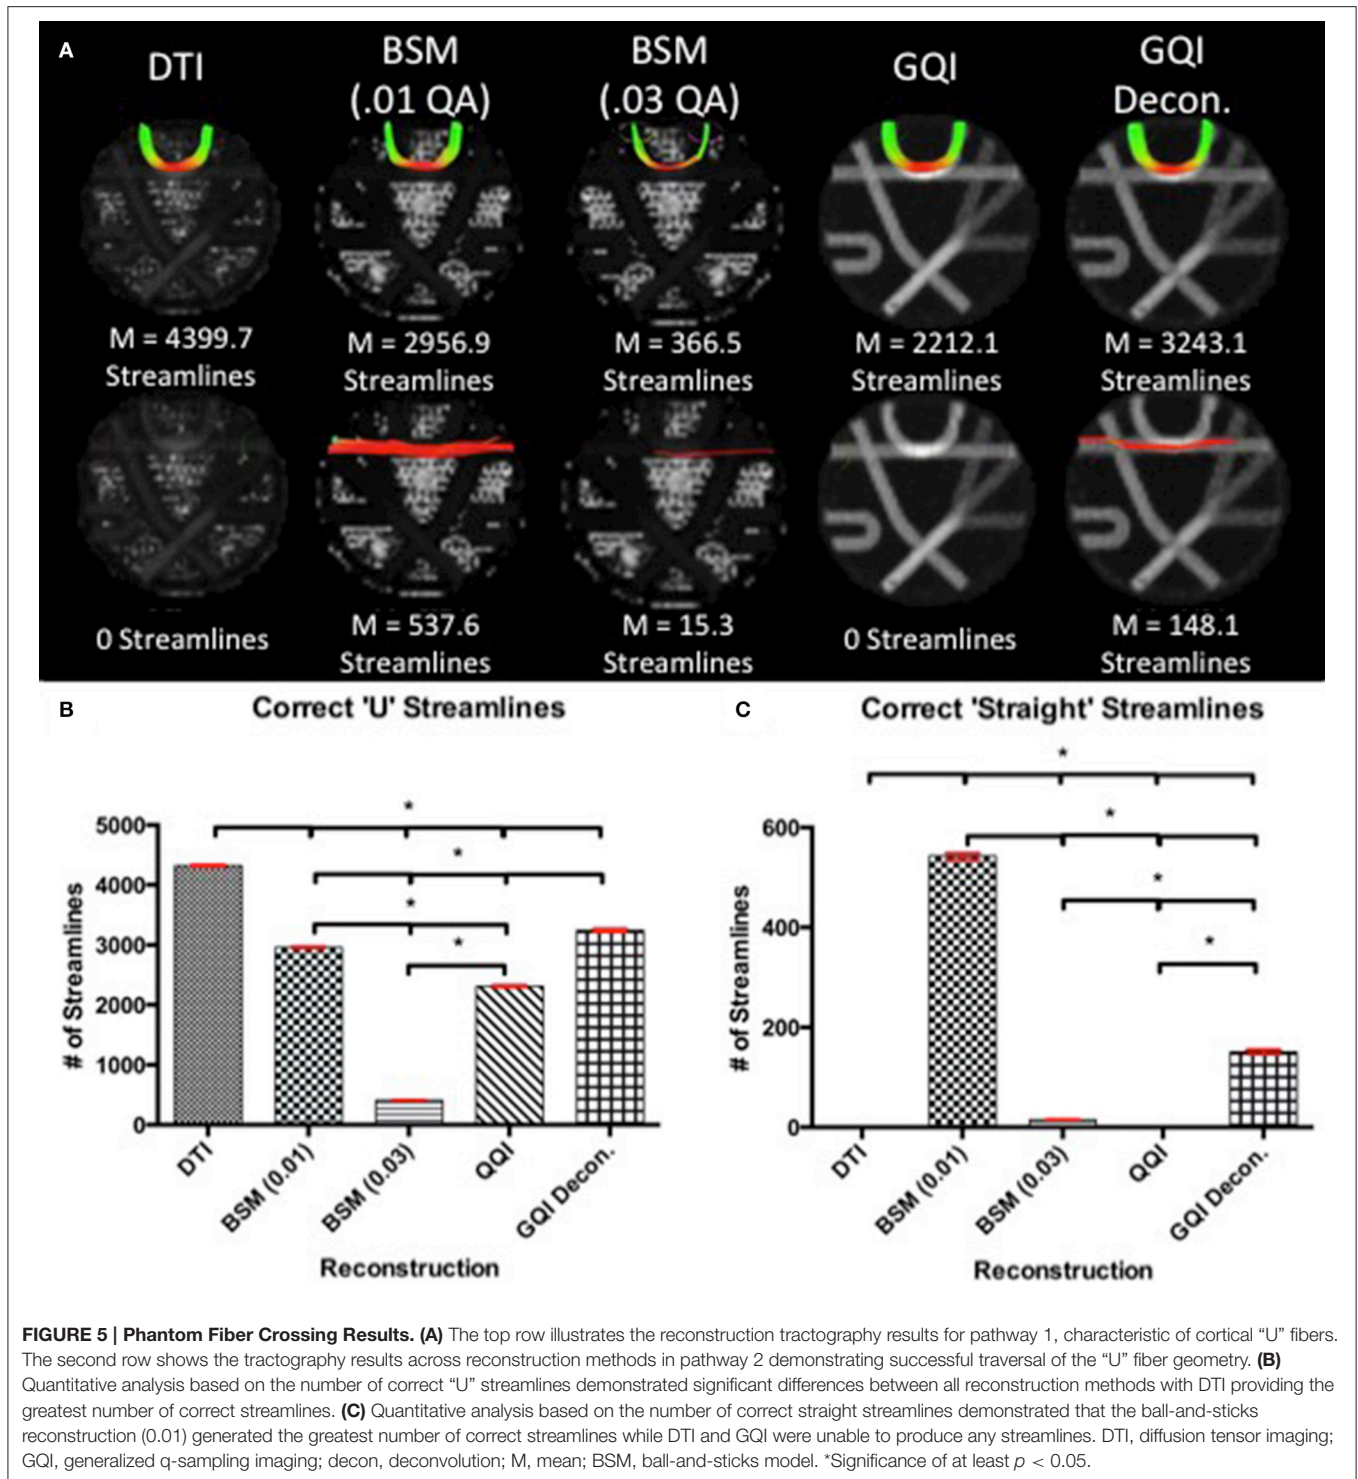 A
DTI
BSM
(.01 QA)
BSM
(.03 QA)
GQI
GQI
Decon.
M = 4399.7
Streamlines
M = 2956.9
Streamlines
M = 366.5
Streamlines
M = 2212.1
Streamlines
M = 3243.1
Streamlines
0 Streamlines
M = 537.6
Streamlines
M = 15.3
Streamlines
0 Streamlines
M = 148.1
Streamlines
B
Correct 'U' Streamlines
*
*
*
*
# of Streamlines
5000
4000
3000
2000
1000
0
DTI
BSM (0.01)
BSM (0.03)
QQI
GQI Decon.
Reconstruction
C
Correct 'Straight' Streamlines
*
*
*
*
# of Streamlines
600
400
200
0
DTI
BSM (0.01)
BSM (0.03)
QQI
GQI Decon.
Reconstruction
FIGURE 5 | Phantom Fiber Crossing Results. (A) The top row illustrates the reconstruction tractography results for pathway 1, characteristic of cortical “U” fibers.
The second row shows the tractography results across reconstruction methods in pathway 2 demonstrating successful traversal of the “U” fiber geometry. (B)
Quantitative analysis based on the number of correct “U” streamlines demonstrated significant differences between all reconstruction methods with DTI providing the
greatest number of correct streamlines. (C) Quantitative analysis based on the number of correct straight streamlines demonstrated that the ball-and-sticks
reconstruction (0.01) generated the greatest number of correct streamlines while DTI and GQI were unable to produce any streamlines. DTI, diffusion tensor imaging;
GQI, generalized q-sampling imaging; decon, deconvolution; M, mean; BSM, ball-and-sticks model. *Significance of at least p < 0.05.